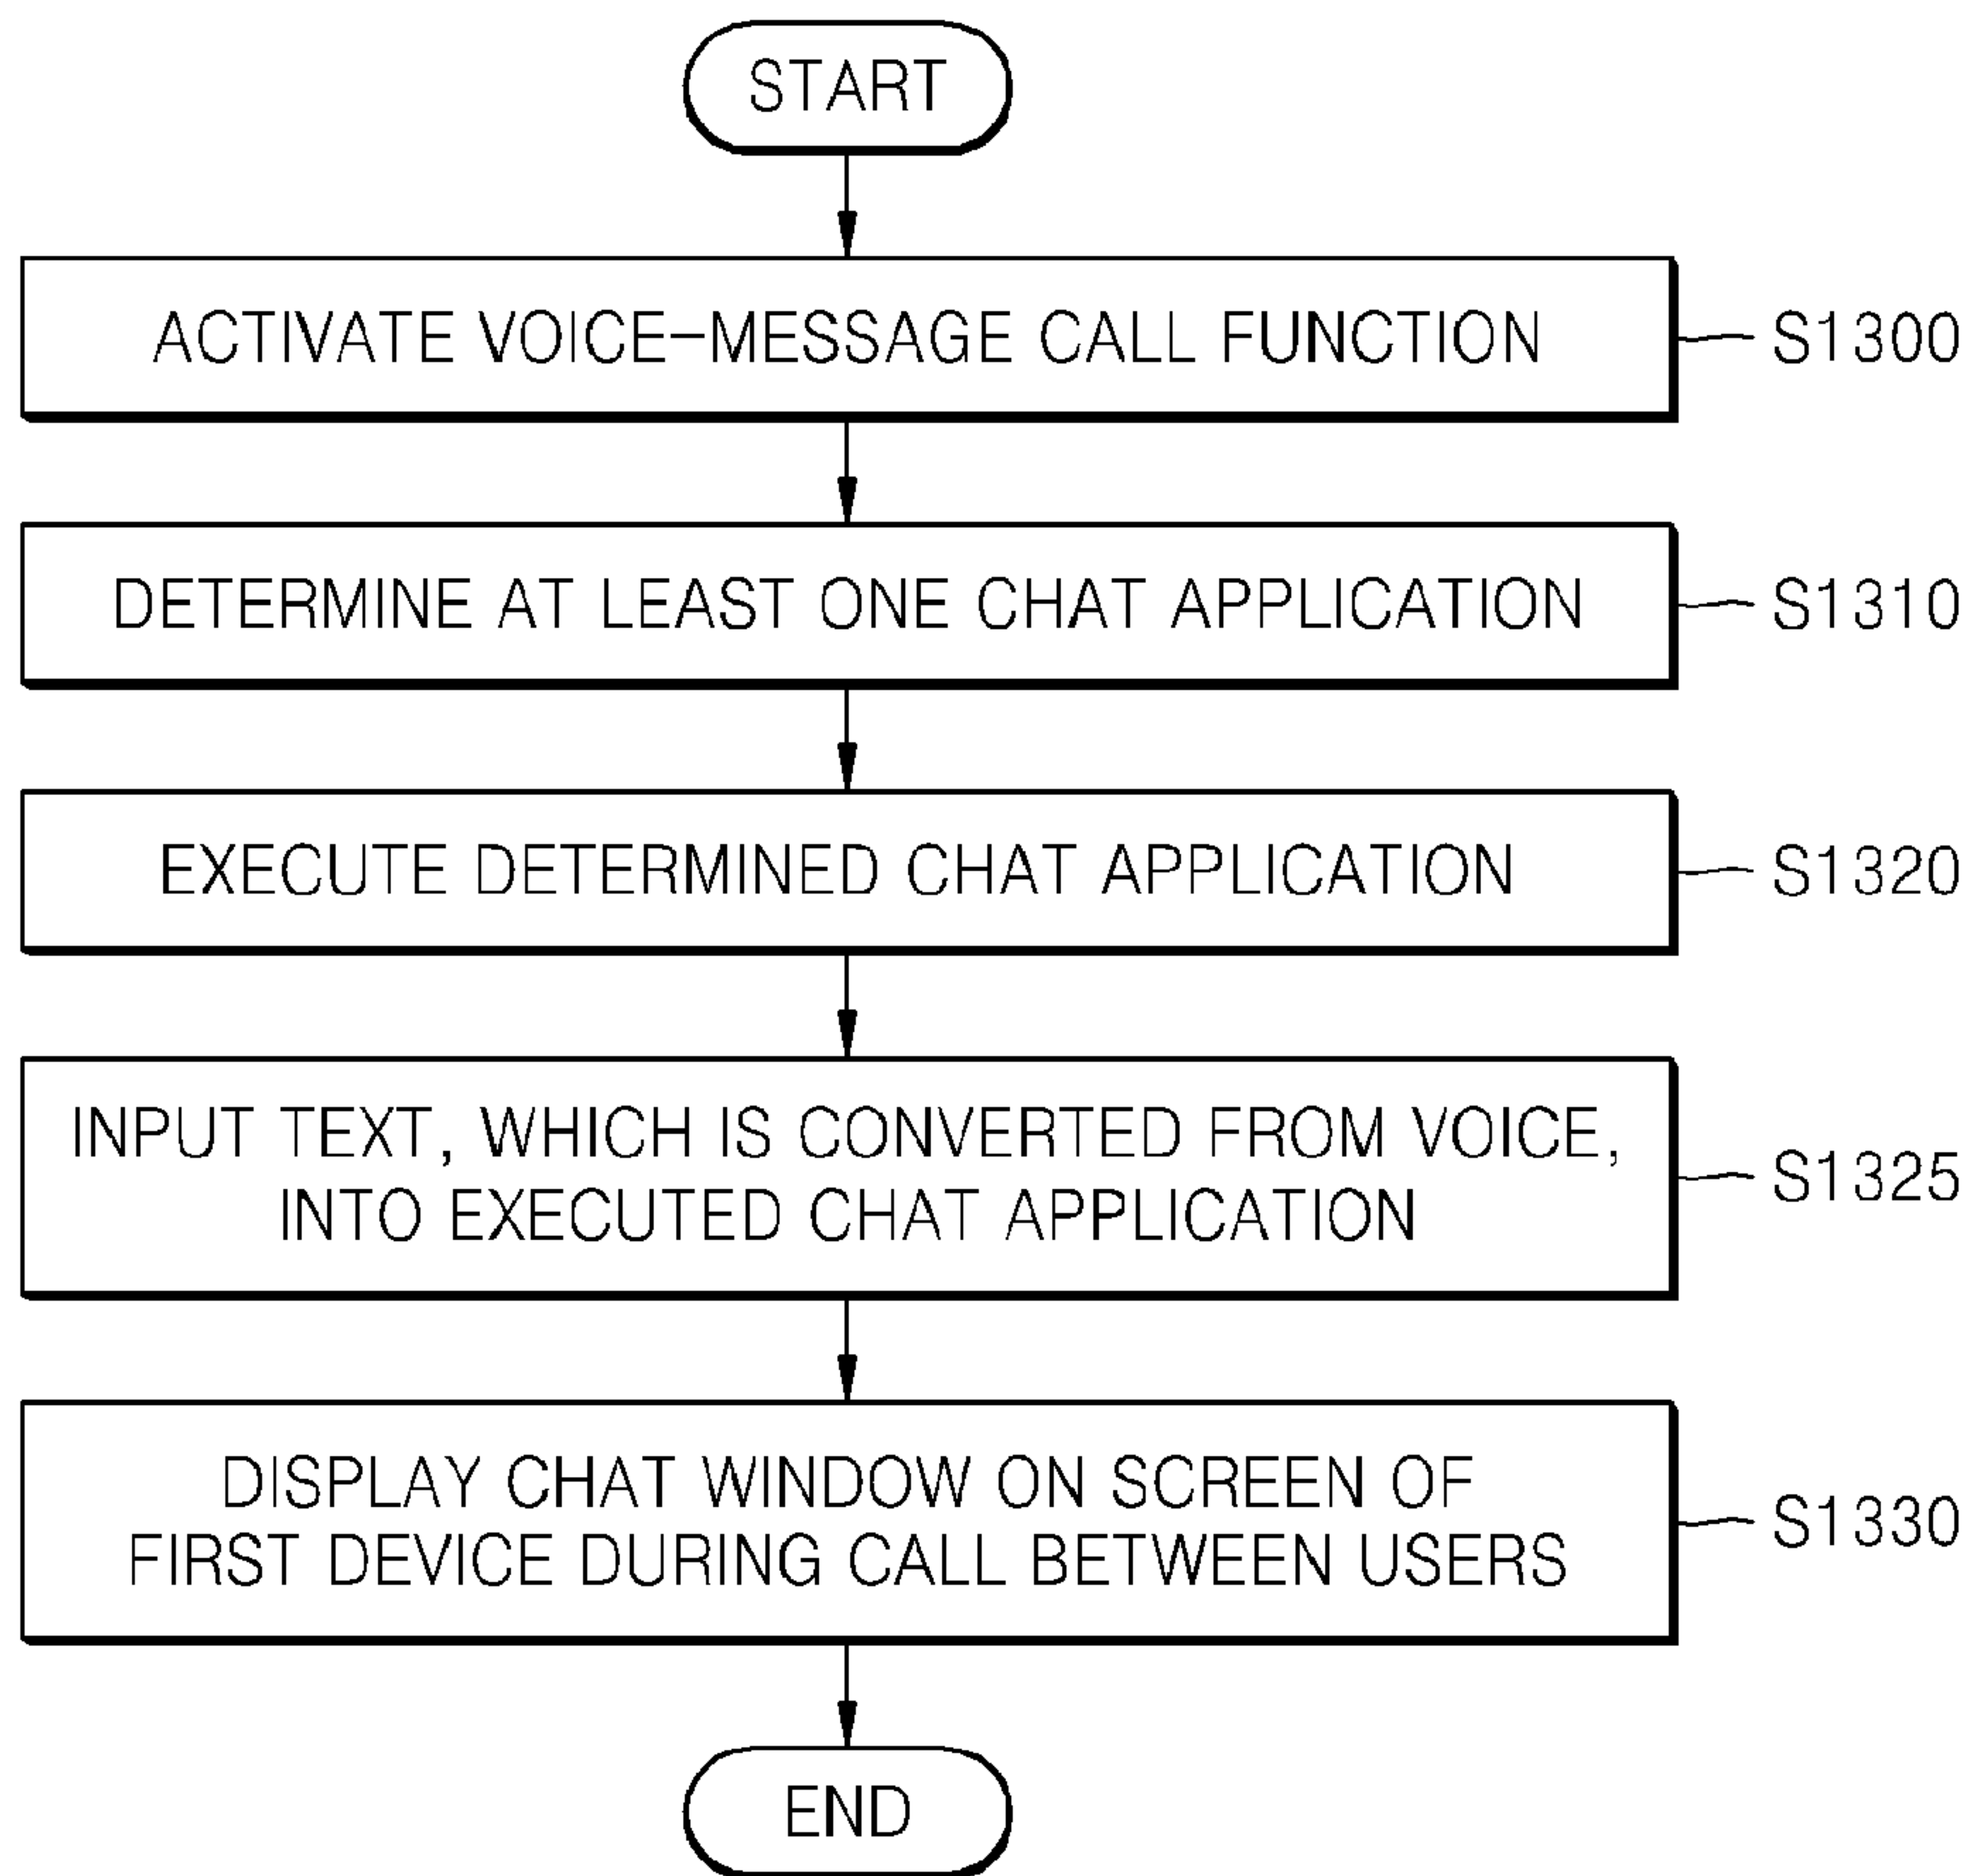 START
ACTIVATE VOICE-MESSAGE CALL FUNCTION
S1300
DETERMINE AT LEAST ONE CHAT APPLICATION
S1310
EXECUTE DETERMINED CHAT APPLICATION
S1320
INPUT TEXT, WHICH IS CONVERTED FROM VOICE,
INTO EXECUTED CHAT APPLICATION
S1325
DISPLAY CHAT WINDOW ON SCREEN OF
FIRST DEVICE DURING CALL BETWEEN USERS
S1330
END